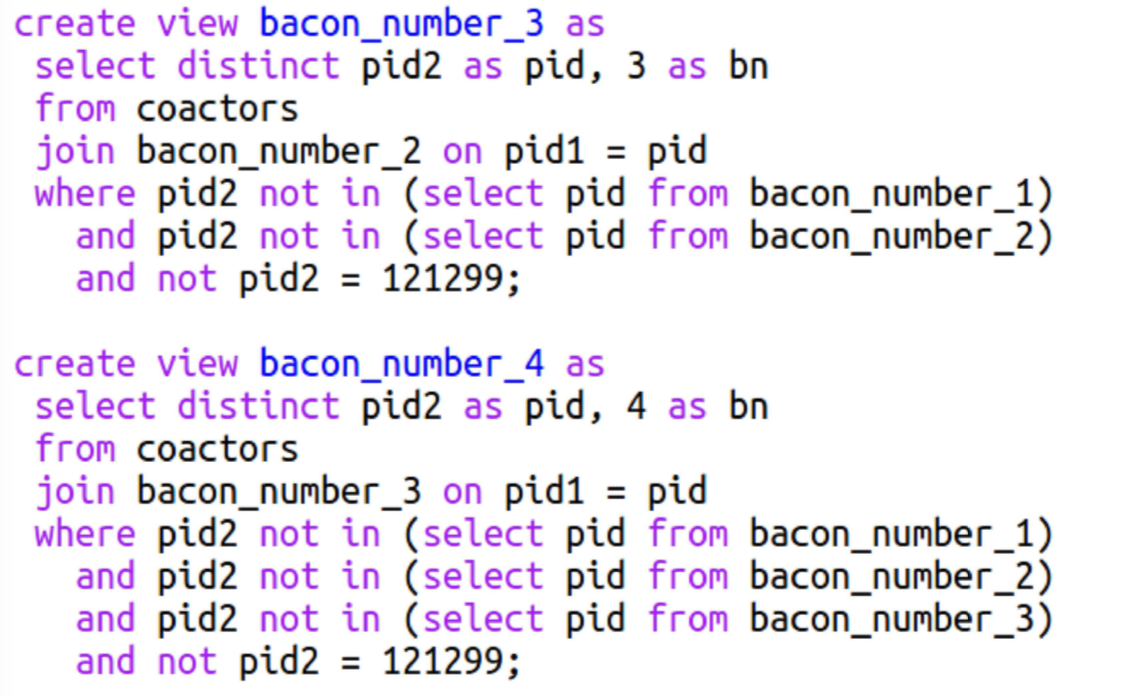 create view bacon_number_3 as
select distinct pid2 as pid, 3 as bn
from coactors
join bacon_number_2 on pid1 = pid
where pid2 not in (select pid from bacon_number_1)
and pid2 not in (select pid from bacon_number_2)
and not pid2 = 121299;
create view bacon_number_4 as
select distinct pid2 as pid, 4 as bn
from coactors
join bacon_number_3 on pid1 = pid
where pid2 not in (select pid from bacon_number_1)
and pid2 not in (select pid from bacon_number_2)
and pid2 not in (select pid from bacon_number_3)
and not pid2 = 121299;